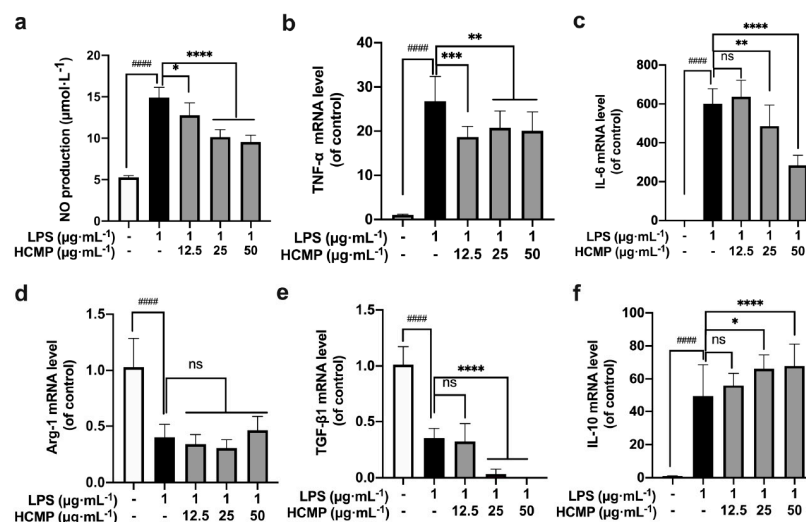 a
NO production (μmol·L⁻¹)
20
15
10
5
0
####
*
****
LPS (μg·mL⁻¹) - 1 1 1 1
HCMP (μg·mL⁻¹) - - 12.5 25 50
b
TNF-α mRNA level
(of control)
40
30
20
10
0
####
***
**
LPS (μg·mL⁻¹) - 1 1 1 1
HCMP (μg·mL⁻¹) - - 12.5 25 50
c
IL-6 mRNA level
(of control)
800
600
400
200
0
####
ns
**
****
LPS (μg·mL⁻¹) - 1 1 1 1
HCMP (μg·mL⁻¹) - - 12.5 25 50
d
Arg-1 mRNA level
(of control)
1.5
1.0
0.5
0.0
####
ns
LPS (μg·mL⁻¹) - 1 1 1 1
HCMP (μg·mL⁻¹) - - 12.5 25 50
e
TGF-β1 mRNA level
(of control)
1.5
1.0
0.5
0.0
####
ns
****
LPS (μg·mL⁻¹) - 1 1 1 1
HCMP (μg·mL⁻¹) - - 12.5 25 50
f
IL-10 mRNA level
(of control)
100
80
60
40
20
0
####
ns
*
****
LPS (μg·mL⁻¹) - 1 1 1 1
HCMP (μg·mL⁻¹) - - 12.5 25 50